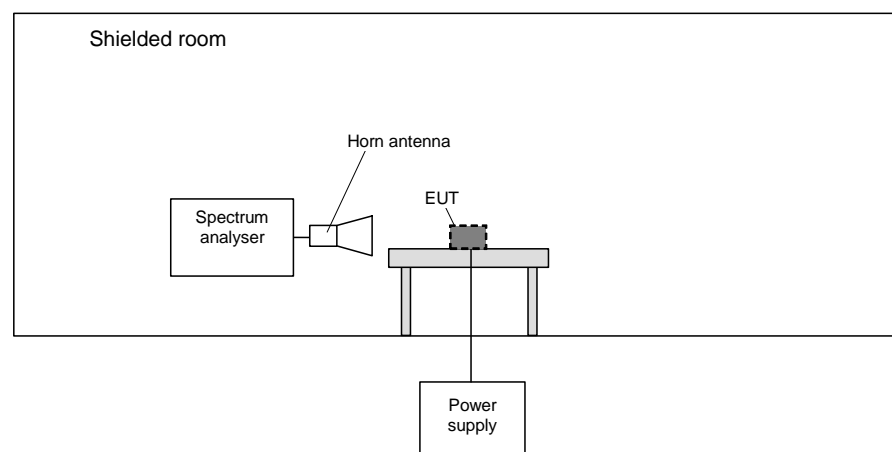 Shielded room
Horn antenna
EUT
Spectrum
analyser
Power
supply